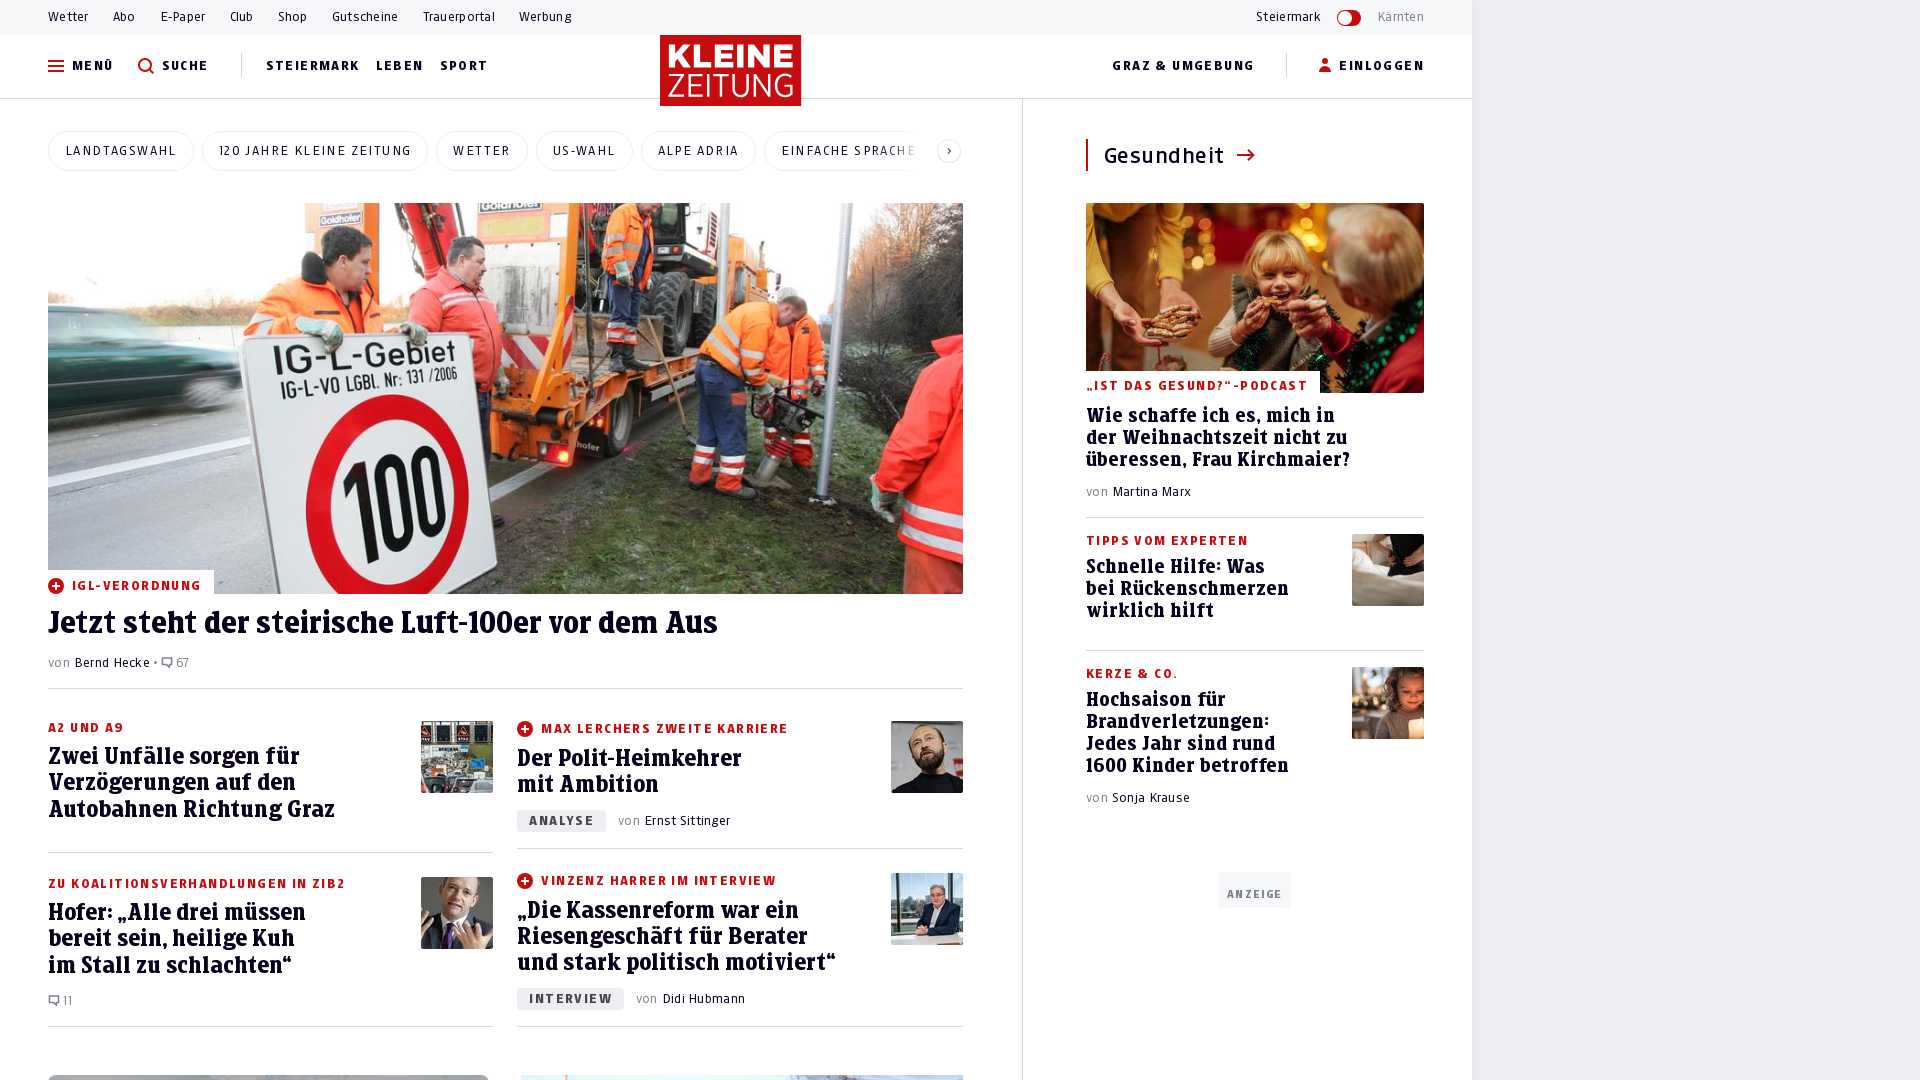 Wetter Abo E-Paper Club Shop Gutscheine Trauerportal Werbung Steiermark Kärnten
MENÜ SUCHE STEIERMARK LEBEN SPORT KLEINE ZEITUNG GRAZ & UMGEBUNG EINLOGGEN
LANDTAGSWAHL 120 JAHRE KLEINE ZEITUNG WETTER US-WAHL ALPE ADRIA EINFACHE SPRACHE
Goldhofer
Goldhofer
IG-L-Gebiet
IG-L-VO LGBl. Nr: 131 /2006
100
IGL-VERORDNUNG
Jetzt steht der steirische Luft-100er vor dem Aus
von Bernd Hecke • 67
A2 UND A9
Zwei Unfälle sorgen für
Verzögerungen auf den
Autobahnen Richtung Graz
ZU KOALITIONSVERHANDLUNGEN IN ZIB2
Hofer: „Alle drei müssen
bereit sein, heilige Kuh
im Stall zu schlachten“
11
MAX LERCHERS ZWEITE KARRIERE
Der Polit-Heimkehrer
mit Ambition
ANALYSE von Ernst Sittinger
VINZENZ HARRER IM INTERVIEW
„Die Kassenreform war ein
Riesengeschäft für Berater
und stark politisch motiviert“
INTERVIEW von Didi Hubmann
Gesundheit
„IST DAS GESUND?“-PODCAST
Wie schaffe ich es, mich in
der Weihnachtszeit nicht zu
überessen, Frau Kirchmaier?
von Martina Marx
TIPPS VOM EXPERTEN
Schnelle Hilfe: Was
bei Rückenschmerzen
wirklich hilft
KERZE & CO.
Hochsaison für
Brandverletzungen:
Jedes Jahr sind rund
1600 Kinder betroffen
von Sonja Krause
ANZEIGE